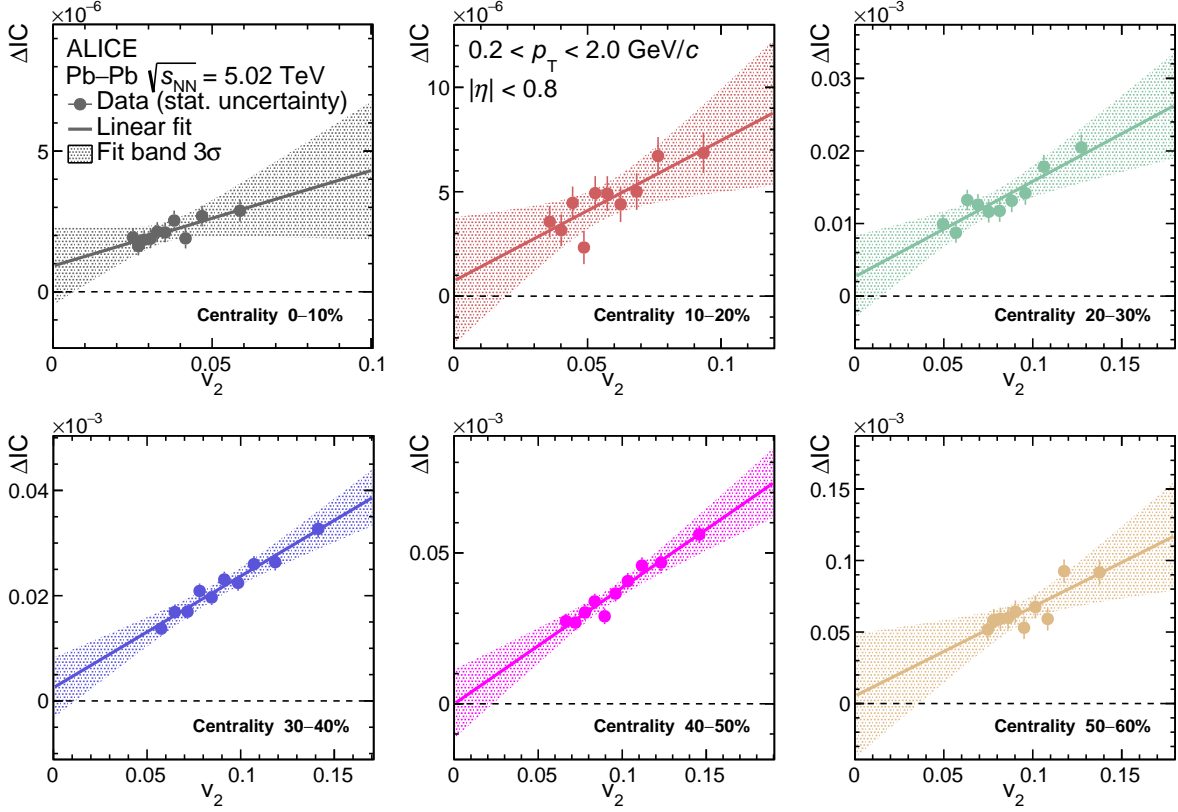 ×10⁻⁶
ΔIC
ALICE
Pb–Pb √s_NN = 5.02 TeV
Data (stat. uncertainty)
Linear fit
Fit band 3σ
5
0
Centrality 0–10%
0 0.05 0.1
v₂
×10⁻⁶
ΔIC
0.2 < p_T < 2.0 GeV/c
|η| < 0.8
10
5
0
Centrality 10–20%
0 0.05 0.1
v₂
×10⁻³
ΔIC
0.03
0.02
0.01
0
Centrality 20–30%
0 0.05 0.1 0.15
v₂
×10⁻³
ΔIC
0.04
0.02
0
Centrality 30–40%
0 0.05 0.1 0.15
v₂
×10⁻³
ΔIC
0.05
0
Centrality 40–50%
0 0.05 0.1 0.15
v₂
×10⁻³
ΔIC
0.15
0.1
0.05
0
Centrality 50–60%
0 0.05 0.1 0.15
v₂